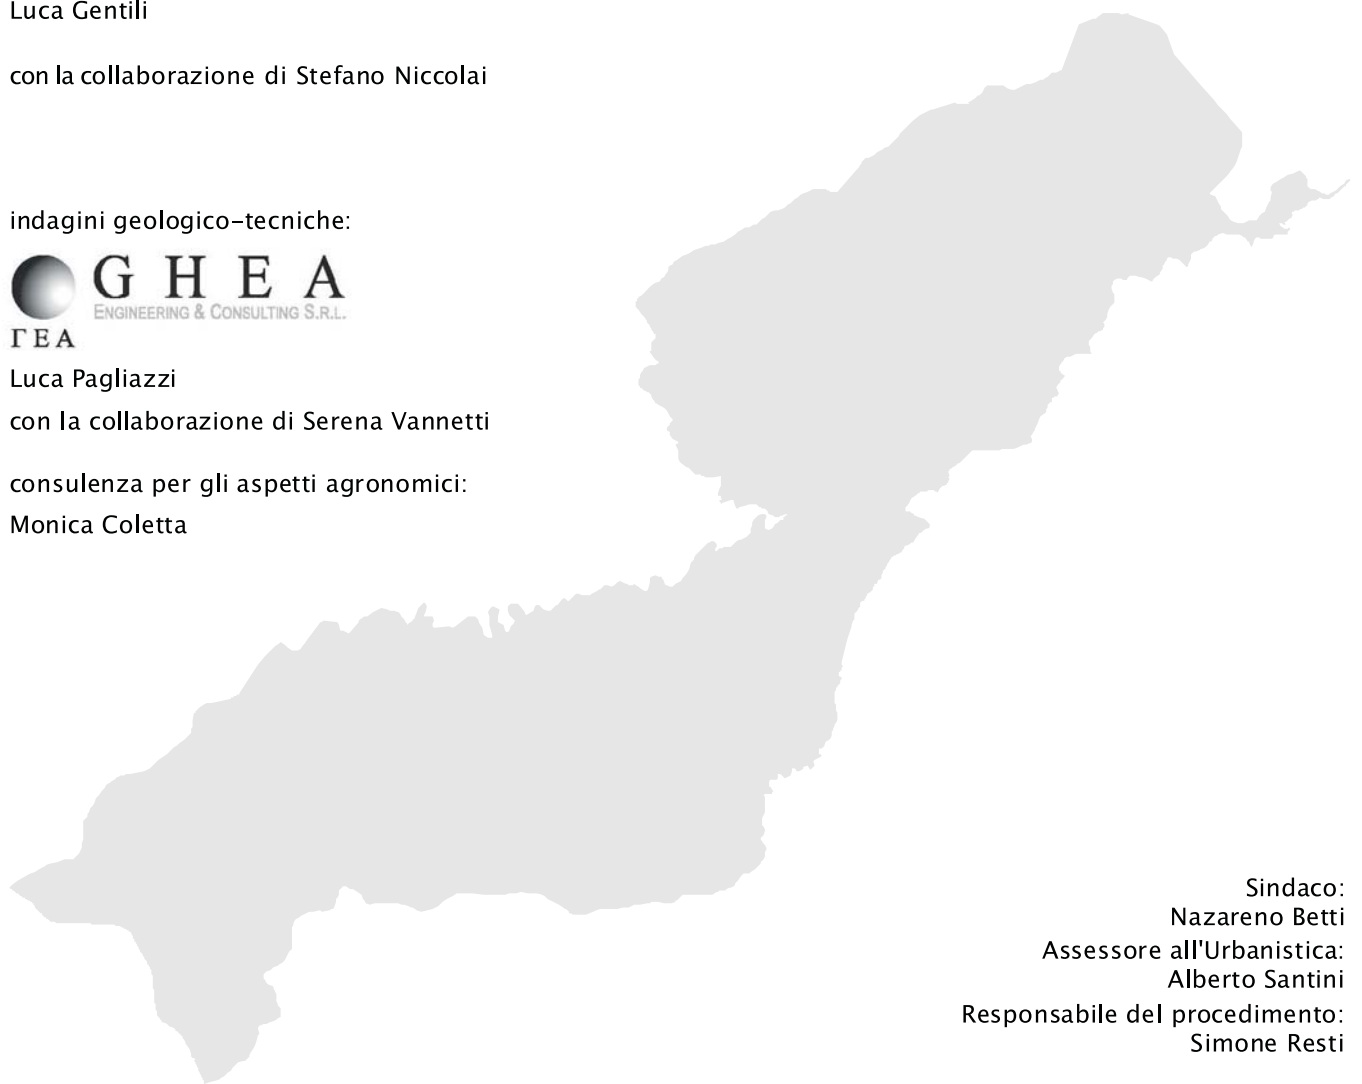 Luca Gentili
con la collaborazione di Stefano Niccolai
indagini geologico-tecniche:
GHEA
ENGINEERING & CONSULTING S.R.L.
ΓΕΑ
Luca Pagliazzi
con la collaborazione di Serena Vannetti
consulenza per gli aspetti agronomici:
Monica Coletta
Sindaco:
Nazareno Betti
Assessore all'Urbanistica:
Alberto Santini
Responsabile del procedimento:
Simone Resti